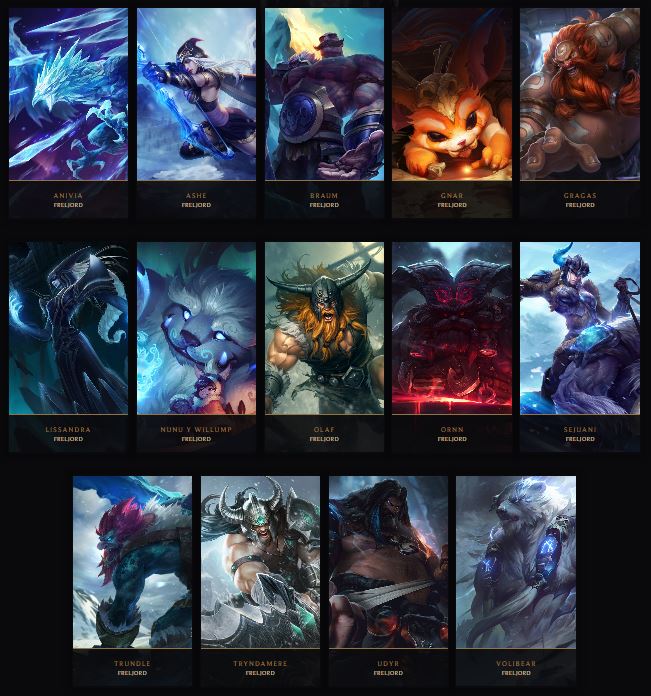 ANIVIA
FRELJORD
ASHE
FRELJORD
BRAUM
FRELJORD
GNAR
FRELJORD
GRAGAS
FRELJORD
LISSANDRA
FRELJORD
NUNU Y WILLUMP
FRELJORD
OLAF
FRELJORD
ORNN
FRELJORD
SEJUANI
FRELJORD
TRUNDLE
FRELJORD
TRYNDAMERE
FRELJORD
UDYR
FRELJORD
VOLIBEAR
FRELJORD